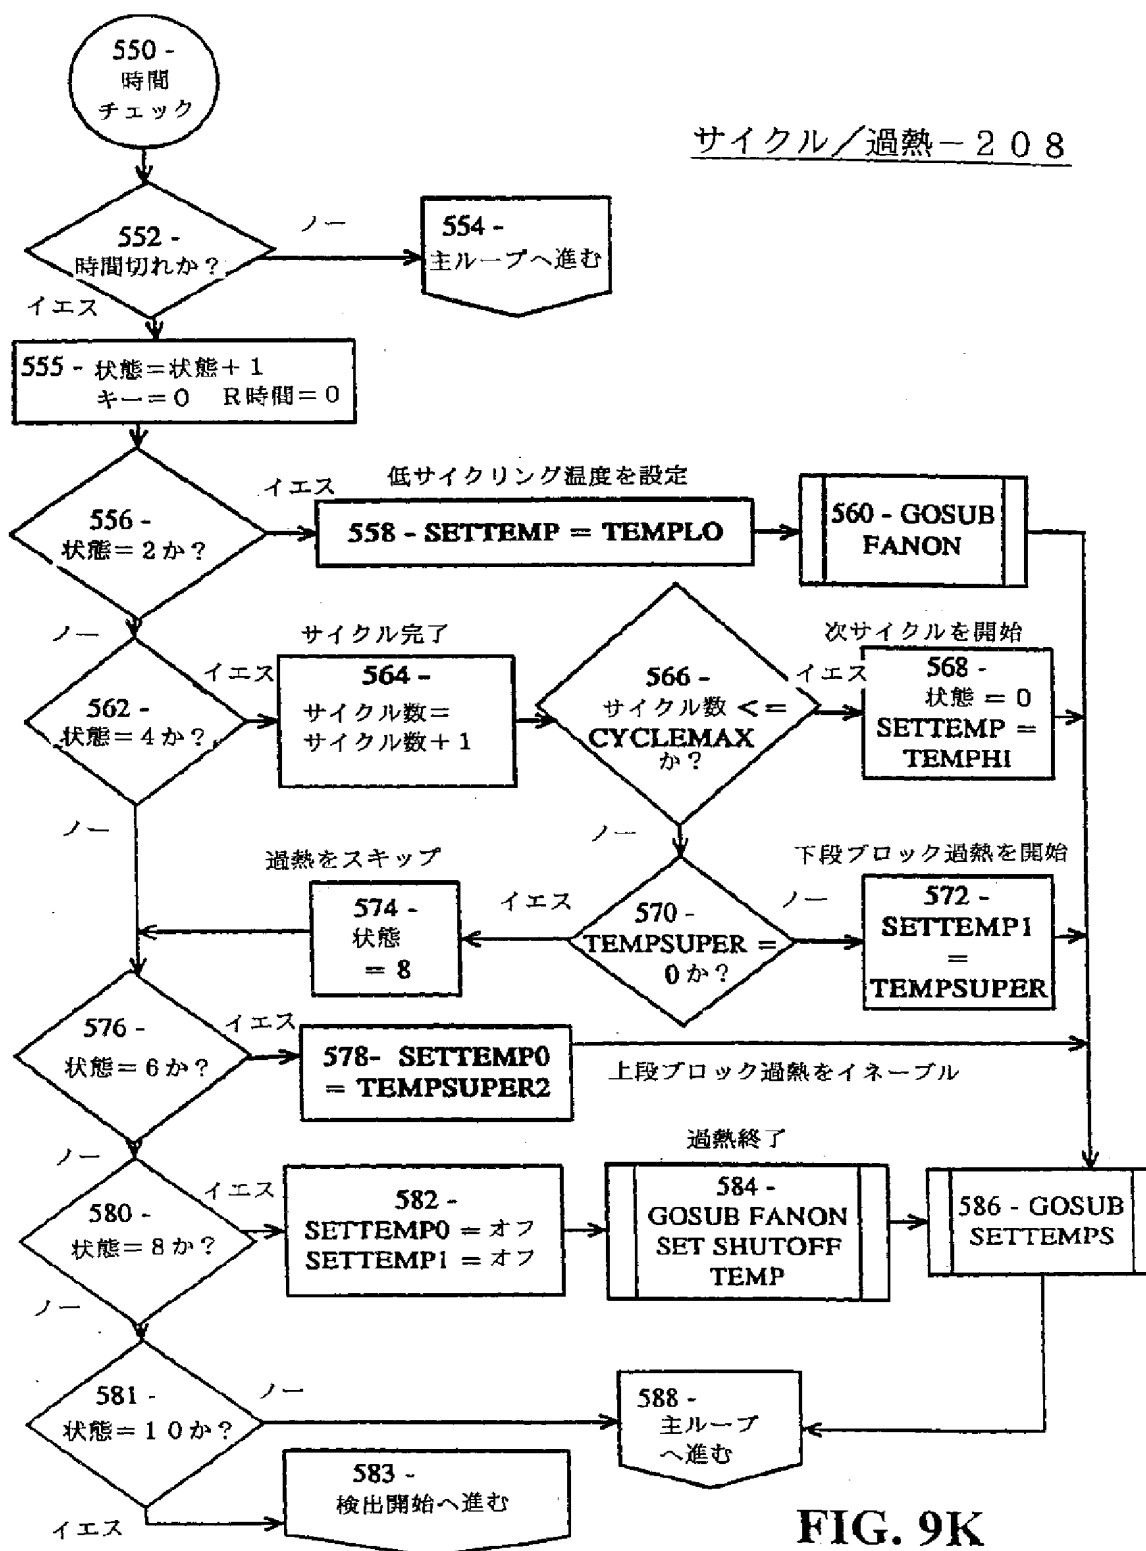 550 -
時間
チェック
サイクル／過熱－２０８
552 -
時間切れか？
ノー
554 -
主ループへ進む
イエス
555 - 状態＝状態＋１
キー＝０　Ｒ時間＝０
556 -
状態＝２か？
イエス
低サイクリング温度を設定
558 - SETTEMP = TEMPLO
560 - GOSUB
FANON
ノー
562 -
状態＝４か？
イエス
サイクル完了
564 -
サイクル数＝
サイクル数＋１
566 -
サイクル数 <=
CYCLEMAX
か？
イエス
次サイクルを開始
568 -
状態＝０
SETTEMP =
TEMPHI
ノー
ノー
過熱をスキップ
574 -
状態
= 8
イエス
570 -
TEMPSUPER =
0か？
ノー
下段ブロック過熱を開始
572 -
SETTEMP1
=
TEMPSUPER
576 -
状態＝６か？
イエス
578- SETTEMP0
= TEMPSUPER2
上段ブロック過熱をイネーブル
ノー
580 -
状態＝８か？
イエス
582 -
SETTEMP0 = オフ
SETTEMP1 = オフ
過熱終了
584 -
GOSUB FANON
SET SHUTOFF
TEMP
586 - GOSUB
SETTEMPS
ノー
581 -
状態＝１０か？
ノー
588 -
主ループ
へ進む
イエス
583 -
検出開始へ進む
FIG. 9K